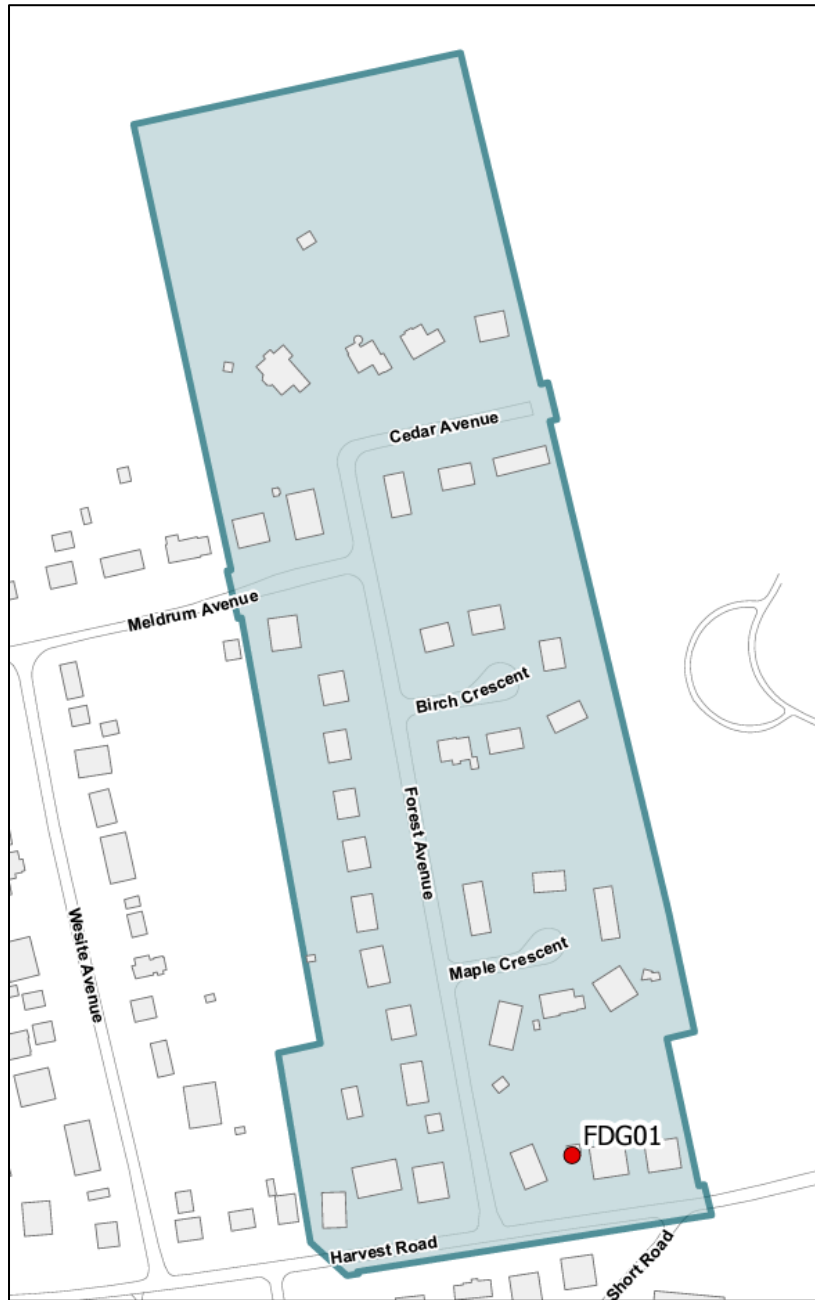 Cedar Avenue
Meldrum Avenue
Birch Crescent
Forest Avenue
Wesite Avenue
Maple Crescent
FDG01
Harvest Road
Short Road